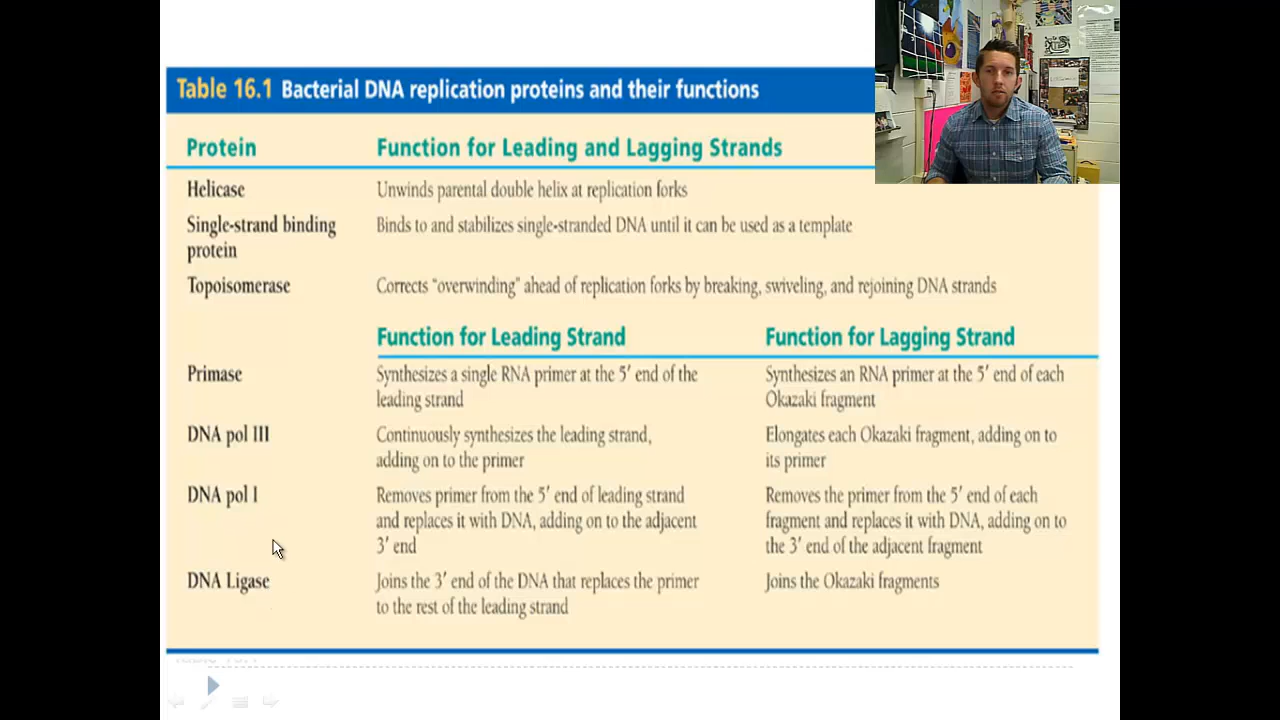 Table 16.1 Bacterial DNA replication proteins and their functions
Protein Function for Leading and Lagging Strands
Helicase Unwinds parental double helix at replication forks
Single-strand binding Binds to and stabilizes single-stranded DNA until it can be used as a template
protein
Topoisomerase Corrects "overwinding" ahead of replication forks by breaking, swiveling, and rejoining DNA strands
Function for Leading Strand Function for Lagging Strand
Primase Synthesizes a single RNA primer at the 5′ end of the Synthesizes an RNA primer at the 5′ end of each
leading strand Okazaki fragment
DNA pol III Continuously synthesizes the leading strand, Elongates each Okazaki fragment, adding on to
adding on to the primer its primer
DNA pol I Removes primer from the 5′ end of leading strand Removes the primer from the 5′ end of each
and replaces it with DNA, adding on to the adjacent fragment and replaces it with DNA, adding on to
3′ end the 3′ end of the adjacent fragment
DNA Ligase Joins the 3′ end of the DNA that replaces the primer Joins the Okazaki fragments
to the rest of the leading strand